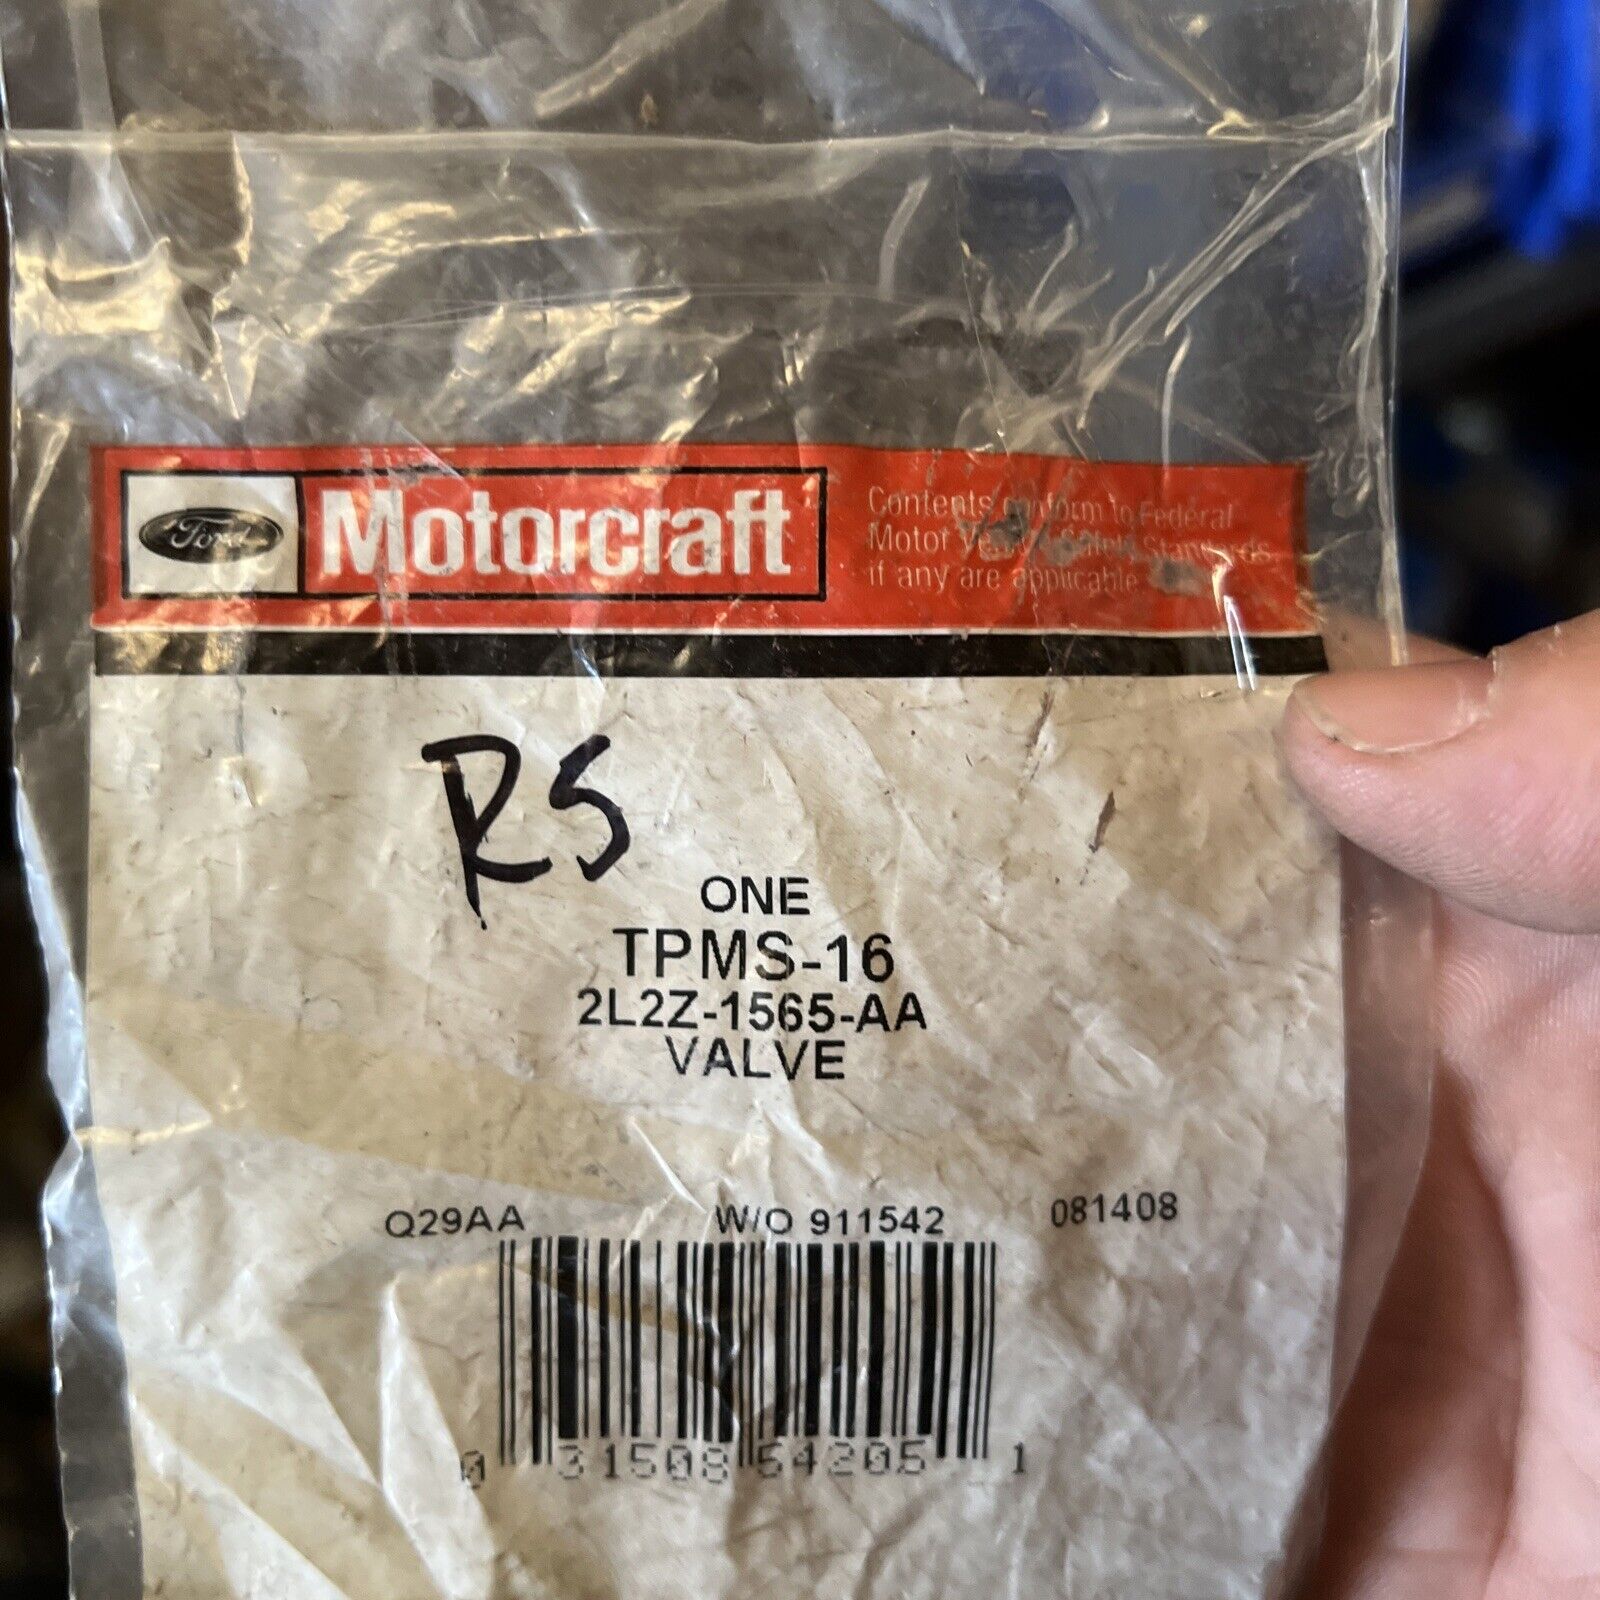 Ford Motorcraft
Contents conform to Federal
Motor Vehicle Safety Standards
if any are applicable
RS
ONE
TPMS-16
2L2Z-1565-AA
VALVE
Q29AA W/O 911542 081408
0 31508 54205 1